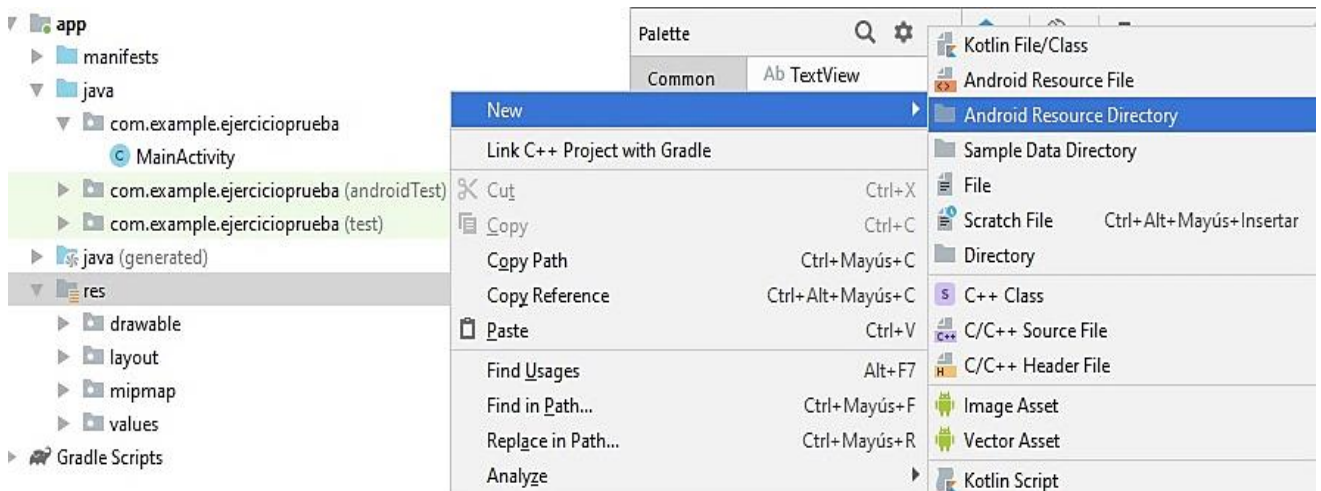 app
manifests
java
com.example.ejercicioprueba
MainActivity
com.example.ejercicioprueba (androidTest)
com.example.ejercicioprueba (test)
java (generated)
res
drawable
layout
mipmap
values
Gradle Scripts
Palette
Common
Ab TextView
New
Link C++ Project with Gradle
Cut Ctrl+X
Copy Ctrl+C
Copy Path Ctrl+Mayús+C
Copy Reference Ctrl+Alt+Mayús+C
Paste Ctrl+V
Find Usages Alt+F7
Find in Path... Ctrl+Mayús+F
Replace in Path... Ctrl+Mayús+R
Analyze
Kotlin File/Class
Android Resource File
Android Resource Directory
Sample Data Directory
File
Scratch File Ctrl+Alt+Mayús+Insertar
Directory
C++ Class
C/C++ Source File
C/C++ Header File
Image Asset
Vector Asset
Kotlin Script